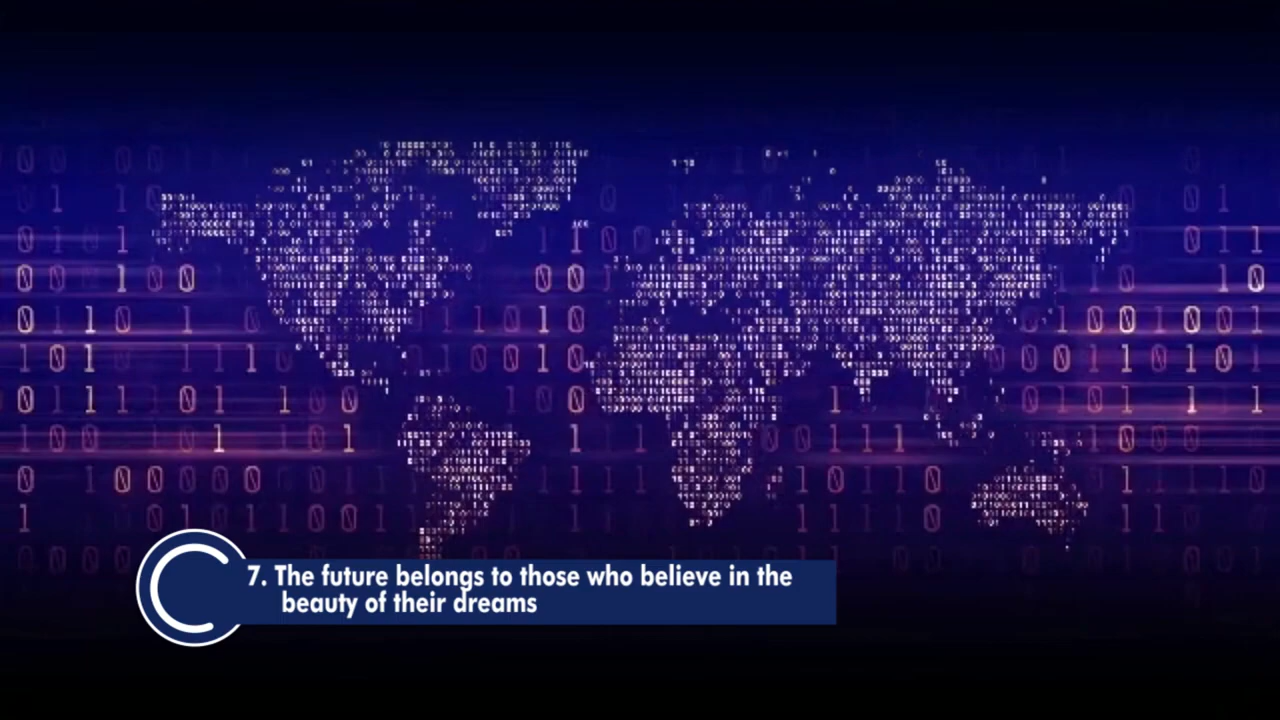 7. The future belongs to those who believe in the
beauty of their dreams